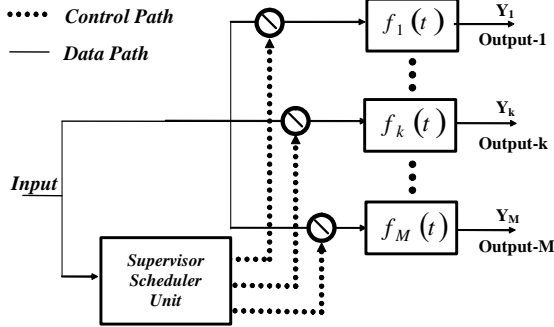 Control Path
Data Path
f1 (t)
Y1
Output-1
fk (t)
Yk
Output-k
Input
fM (t)
YM
Output-M
Supervisor
Scheduler
Unit